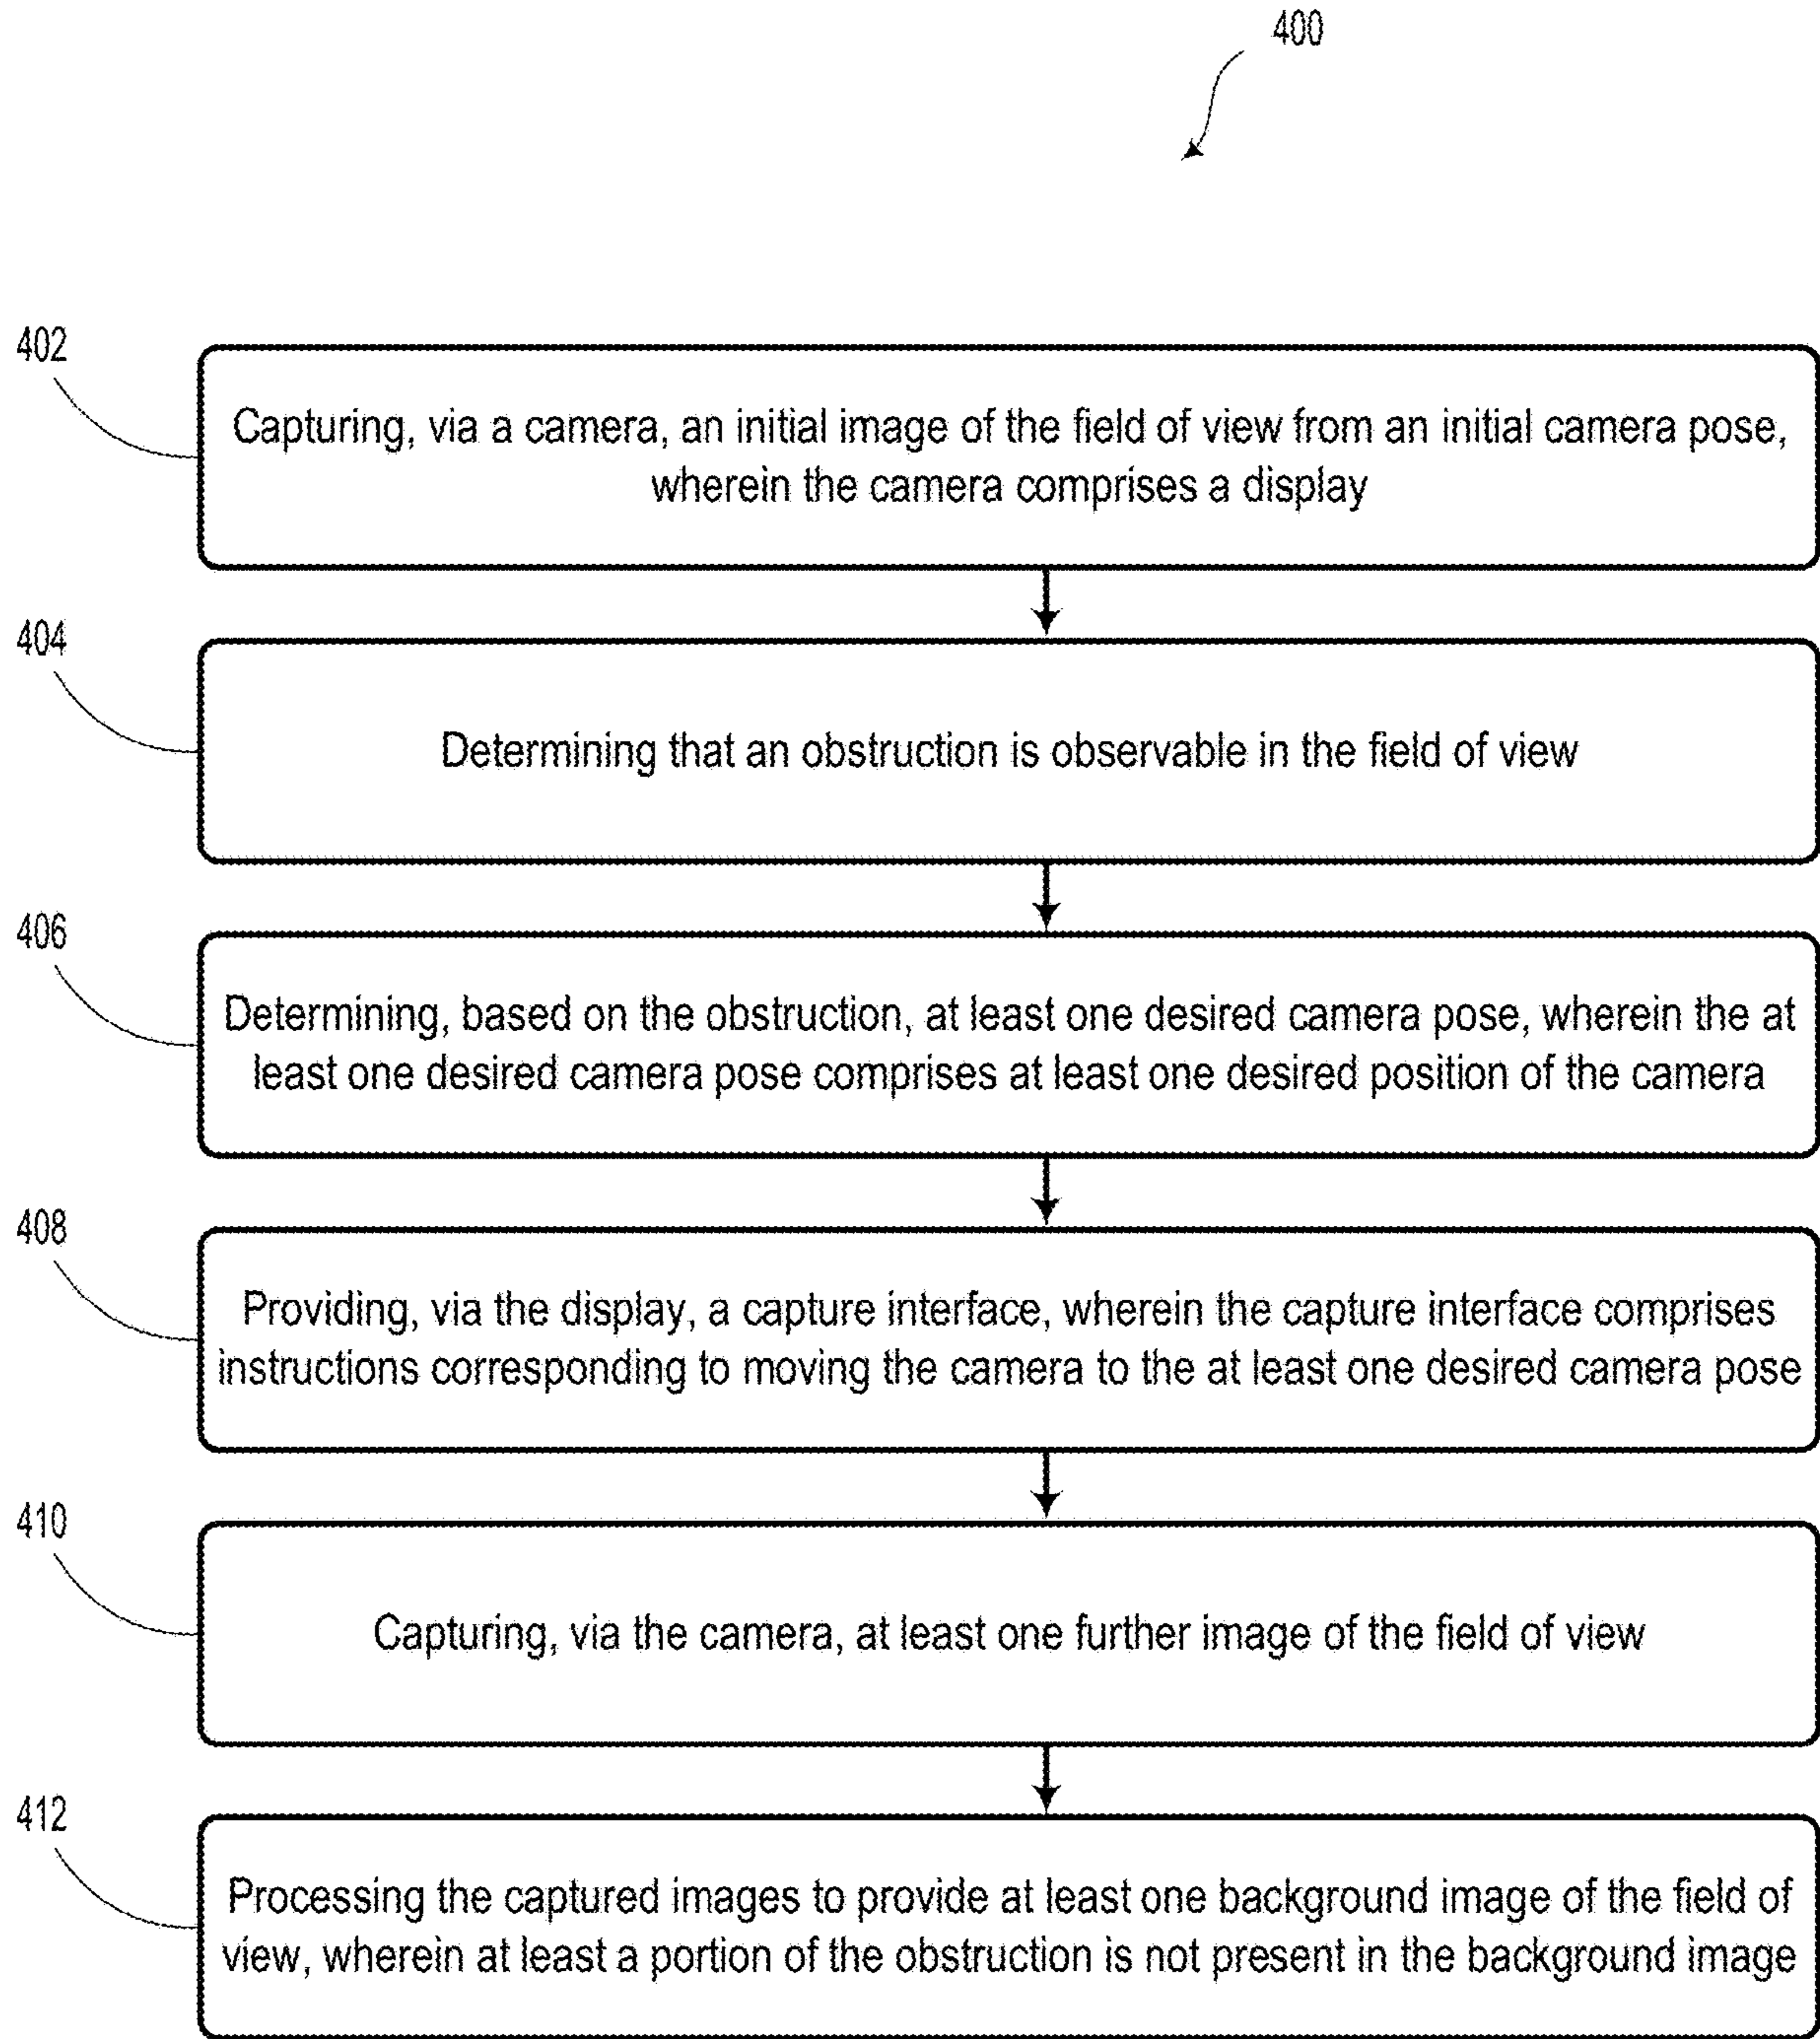 400
402
Capturing, via a camera, an initial image of the field of view from an initial camera pose,
wherein the camera comprises a display
404
Determining that an obstruction is observable in the field of view
406
Determining, based on the obstruction, at least one desired camera pose, wherein the at
least one desired camera pose comprises at least one desired position of the camera
408
Providing, via the display, a capture interface, wherein the capture interface comprises
instructions corresponding to moving the camera to the at least one desired camera pose
410
Capturing, via the camera, at least one further image of the field of view
412
Processing the captured images to provide at least one background image of the field of
view, wherein at least a portion of the obstruction is not present in the background image